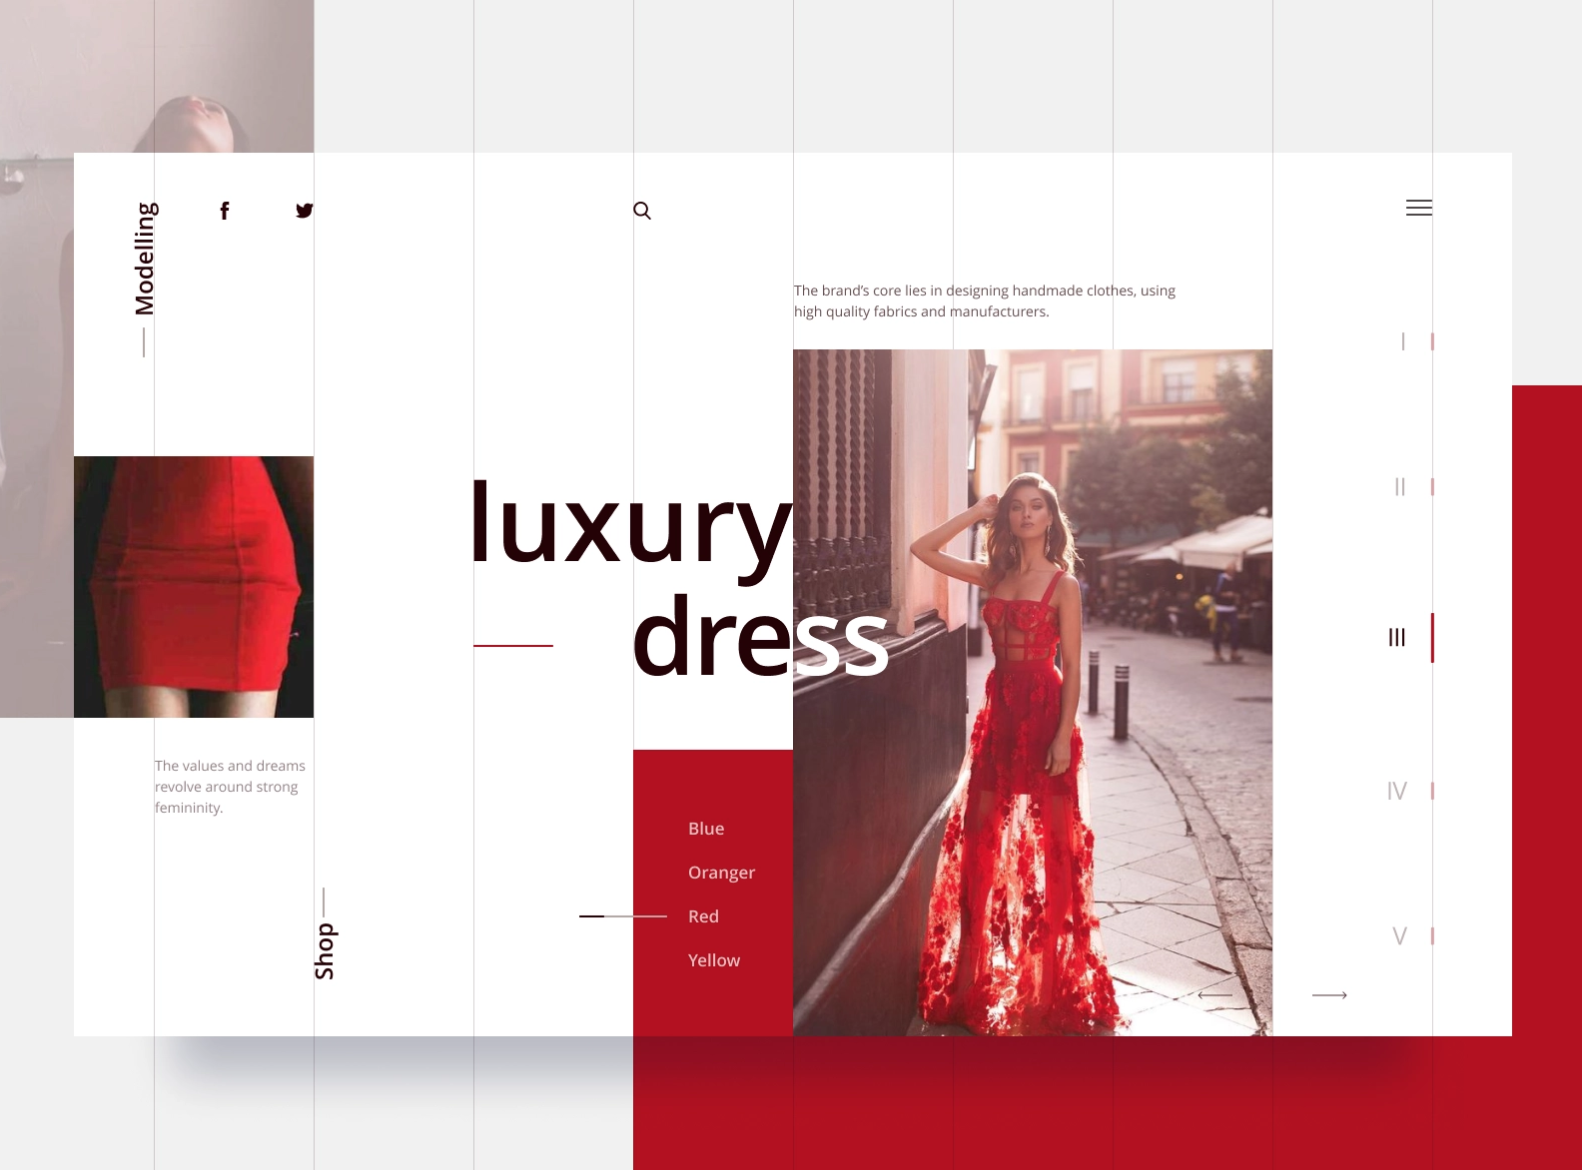 Modelling
f
The brand's core lies in designing handmade clothes, using
high quality fabrics and manufacturers.
I
II
luxury
dress
III
The values and dreams
revolve around strong
femininity.
IV
Blue
Oranger
Red
Yellow
V
Shop